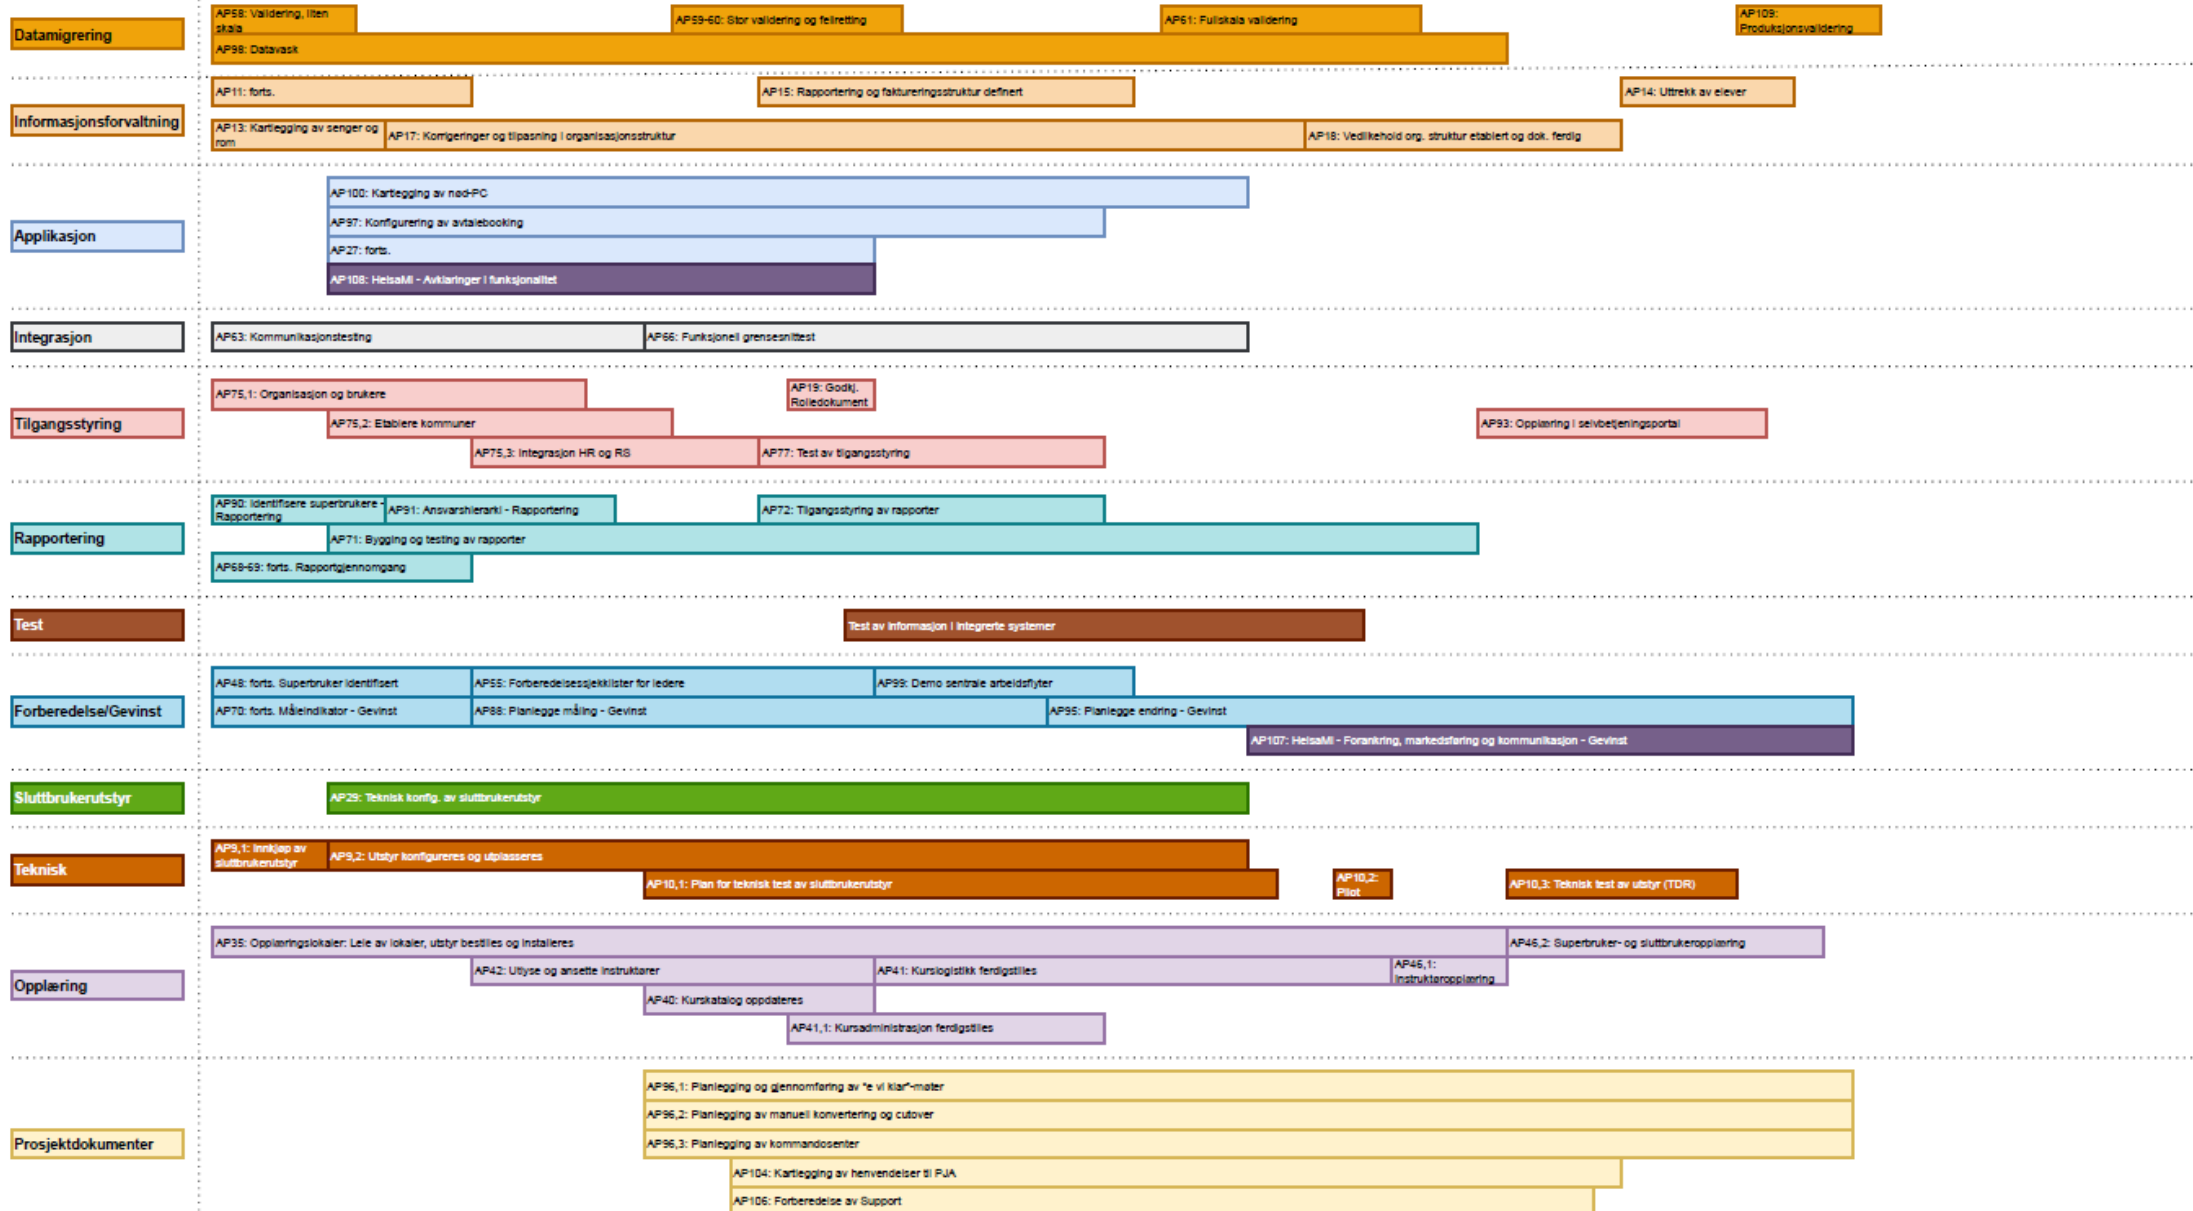 Datamigrering
AP58: Validering, liten
skala
AP59-60: Stor validering og feilretting
AP61: Fullskala validering
AP109:
Produksjonsvalidering
AP98: Datavask
Informasjonsforvaltning
AP11: forts.
AP15: Rapportering og faktureringsstruktur definert
AP14: Uttrekk av elever
AP13: Kartlegging av senger og
rom
AP17: Korrigeringer og tilpasning i organisasjonsstruktur
AP18: Vedlikehold org. struktur etablert og dok. ferdig
Applikasjon
AP100: Kartlegging av nød-PC
AP97: Konfigurering av avtalebooking
AP27: forts.
AP108: HelsaMi - Avklaringer i funksjonalitet
Integrasjon
AP63: Kommunikasjonstesting
AP66: Funksjonell grensesnittest
Tilgangsstyring
AP75,1: Organisasjon og brukere
AP19: Godkj.
Rolledokument
AP75,2: Etablere kommuner
AP93: Opplæring i selvbetjeningsportal
AP75,3: Integrasjon HR og RS
AP77: Test av tilgangsstyring
Rapportering
AP90: Identifisere superbrukere -
Rapportering
AP91: Ansvarshierarki - Rapportering
AP72: Tilgangsstyring av rapporter
AP71: Bygging og testing av rapporter
AP68-69: forts. Rapportgjennomgang
Test
Test av informasjon i integrerte systemer
Forberedelse/Gevinst
AP48: forts. Superbruker identifisert
AP55: Forberedelsessjekklister for ledere
AP99: Demo sentrale arbeidsflyter
AP70: forts. Måleindikator - Gevinst
AP88: Planlegge måling - Gevinst
AP95: Planlegge endring - Gevinst
AP107: HelsaMi - Forankring, markedsføring og kommunikasjon - Gevinst
Sluttbrukerutstyr
AP29: Teknisk konfig. av sluttbrukerutstyr
Teknisk
AP9,1: Innkjøp av
sluttbrukerutstyr
AP9,2: Utstyr konfigureres og utplasseres
AP10,1: Plan for teknisk test av sluttbrukerutstyr
AP10,2:
Pilot
AP10,3: Teknisk test av utstyr (TDR)
Opplæring
AP35: Opplæringslokaler: Leie av lokaler, utstyr bestilles og installeres
AP46,2: Superbruker- og sluttbrukeropplæring
AP42: Utlyse og ansette instruktører
AP41: Kurslogistikk ferdigstilles
AP46,1:
Instruktøropplæring
AP40: Kurskatalog oppdateres
AP41,1: Kursadministrasjon ferdigstilles
Prosjektdokumenter
AP96,1: Planlegging og gjennomføring av "e vi klar"-møter
AP96,2: Planlegging av manuell konvertering og cutover
AP96,3: Planlegging av kommandosenter
AP104: Kartlegging av henvendelser til PJA
AP106: Forberedelse av Support